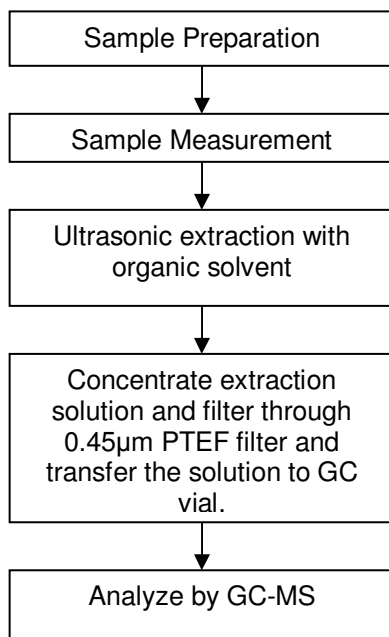 Sample Preparation
Sample Measurement
Ultrasonic extraction with
organic solvent
Concentrate extraction
solution and filter through
0.45µm PTEF filter and
transfer the solution to GC
vial.
Analyze by GC-MS